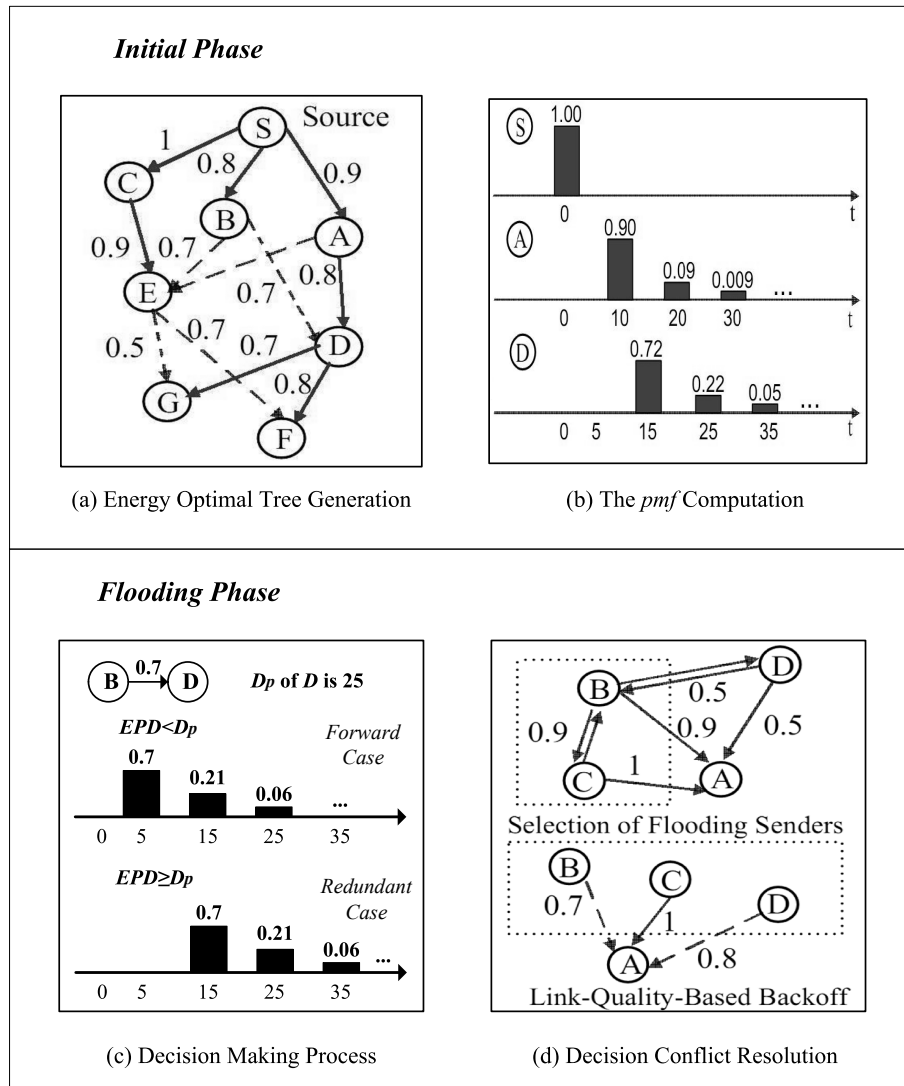 Initial Phase
S
Source
1
0.8
0.9
C
B
A
0.9
0.7
0.8
E
0.7
0.5
0.7
0.7
D
0.8
G
F
(a) Energy Optimal Tree Generation
S
1.00
0
t
A
0.90
0.09
0.009
...
0
10
20
30
t
D
0.72
0.22
0.05
...
0
5
15
25
35
t
(b) The pmf Computation
Flooding Phase
B
0.7
D
Dp of D is 25
EPD<Dp
Forward
Case
0.7
0.21
0.06
...
0
5
15
25
35
EPD≥Dp
Redundant
Case
0.7
0.21
0.06
...
0
5
15
25
35
(c) Decision Making Process
D
B
0.5
0.9
0.9
0.5
C
1
A
Selection of Flooding Senders
B
C
D
0.7
1
0.8
A
Link-Quality-Based Backoff
(d) Decision Conflict Resolution